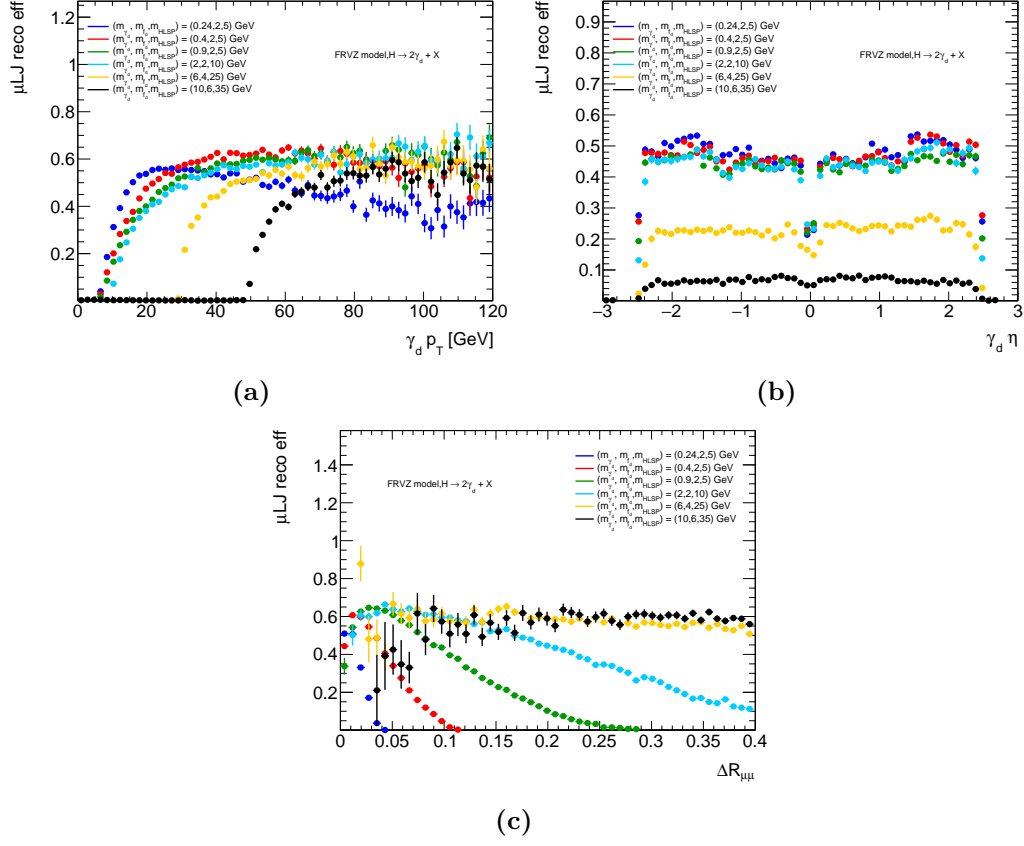 μLJ reco eff
1.2
1
0.8
0.6
0.4
0.2
(m_γd, m_fd, m_HLSP) = (0.24,2,5) GeV
(m_γd, m_fd, m_HLSP) = (0.4,2,5) GeV
(m_γd, m_fd, m_HLSP) = (0.9,2,5) GeV
(m_γd, m_fd, m_HLSP) = (2,2,10) GeV
(m_γd, m_fd, m_HLSP) = (6,4,25) GeV
(m_γd, m_fd, m_HLSP) = (10,6,35) GeV
FRVZ model,H → 2γ_d + X
0 20 40 60 80 100 120
γ_d p_T [GeV]
(a)
μLJ reco eff
0.9
0.8
0.7
0.6
0.5
0.4
0.3
0.2
0.1
(m_γd, m_fd, m_HLSP) = (0.24,2,5) GeV
(m_γd, m_fd, m_HLSP) = (0.4,2,5) GeV
(m_γd, m_fd, m_HLSP) = (0.9,2,5) GeV
(m_γd, m_fd, m_HLSP) = (2,2,10) GeV
(m_γd, m_fd, m_HLSP) = (6,4,25) GeV
(m_γd, m_fd, m_HLSP) = (10,6,35) GeV
FRVZ model,H → 2γ_d + X
−3 −2 −1 0 1 2 3
γ_d η
(b)
μLJ reco eff
1.4
1.2
1
0.8
0.6
0.4
0.2
FRVZ model,H → 2γ_d + X
(m_γd, m_fd, m_HLSP) = (0.24,2,5) GeV
(m_γd, m_fd, m_HLSP) = (0.4,2,5) GeV
(m_γd, m_fd, m_HLSP) = (0.9,2,5) GeV
(m_γd, m_fd, m_HLSP) = (2,2,10) GeV
(m_γd, m_fd, m_HLSP) = (6,4,25) GeV
(m_γd, m_fd, m_HLSP) = (10,6,35) GeV
0 0.05 0.1 0.15 0.2 0.25 0.3 0.35 0.4
ΔR_μμ
(c)